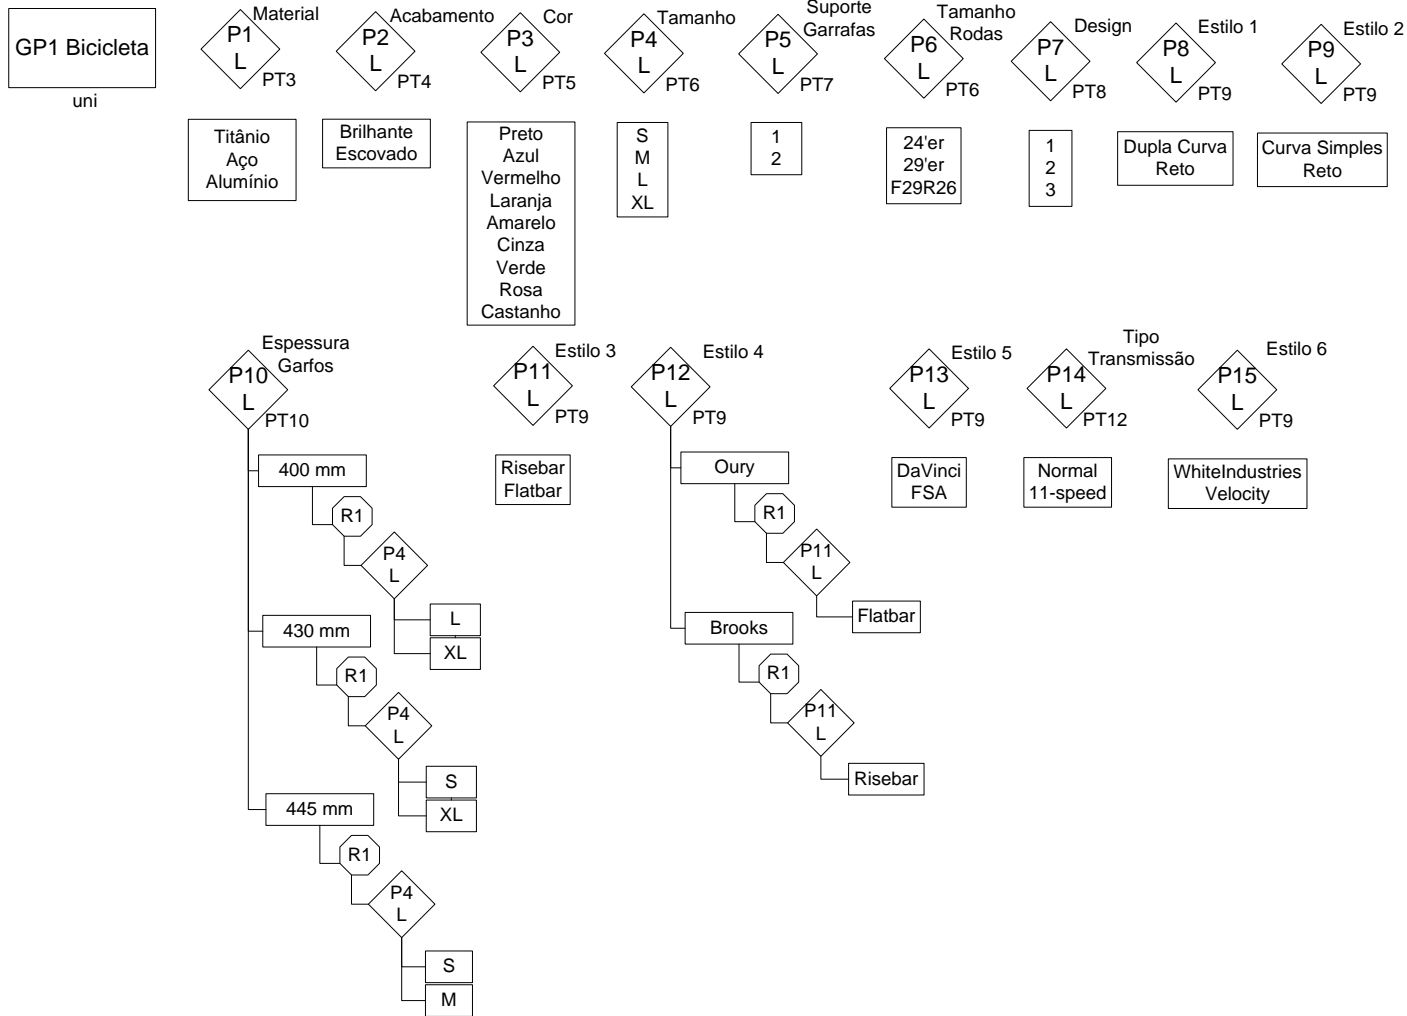 GP1 Bicicleta
uni
P1
L
Material
PT3
Titânio
Aço
Alumínio
P2
L
Acabamento
PT4
Brilhante
Escovado
P3
L
Cor
PT5
Preto
Azul
Vermelho
Laranja
Amarelo
Cinza
Verde
Rosa
Castanho
P4
L
Tamanho
PT6
S
M
L
XL
P5
L
Suporte
Garrafas
PT7
1
2
P6
L
Tamanho
Rodas
PT6
24'er
29'er
F29R26
P7
L
Design
PT8
1
2
3
P8
L
Estilo 1
PT9
Dupla Curva
Reto
P9
L
Estilo 2
PT9
Curva Simples
Reto
P10
L
Espessura
Garfos
PT10
400 mm
R1
P4
L
L
XL
430 mm
R1
P4
L
S
XL
445 mm
R1
P4
L
S
M
P11
L
Estilo 3
PT9
Risebar
Flatbar
P12
L
Estilo 4
PT9
Oury
R1
P11
L
Flatbar
Brooks
R1
P11
L
Risebar
P13
L
Estilo 5
PT9
DaVinci
FSA
P14
L
Tipo
Transmissão
PT12
Normal
11-speed
P15
L
Estilo 6
PT9
WhiteIndustries
Velocity